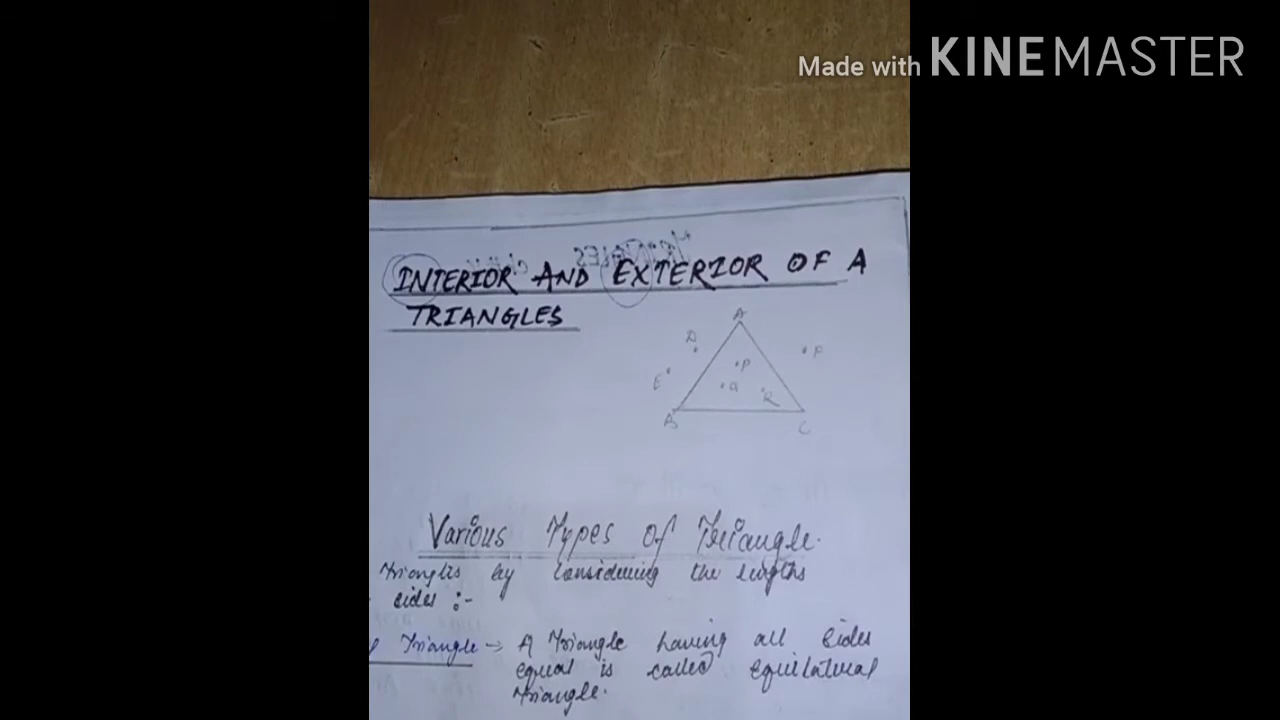 Made with KINEMASTER
INTERIOR AND EXTERIOR OF A
TRIANGLES
A
D
F
P
E
Q
R
B
C
Various Types of Triangle.
Triangles by considering the lengths
sides :-
Triangle → A Triangle having all sides
equal is called equilateral
Triangle.